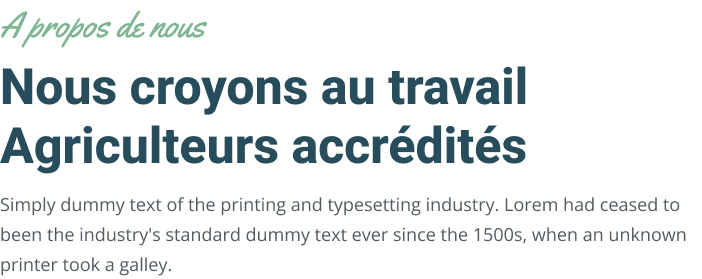 A propos de nous
Nous croyons au travail
Agriculteurs accrédités
Simply dummy text of the printing and typesetting industry. Lorem had ceased to
been the industry's standard dummy text ever since the 1500s, when an unknown
printer took a galley.